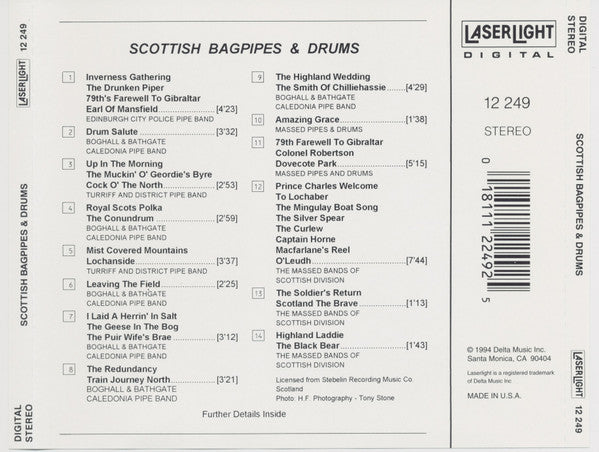 LASERLIGHT 12 249
SCOTTISH BAGPIPES & DRUMS
DIGITAL
STEREO
SCOTTISH BAGPIPES & DRUMS
1 Inverness Gathering
The Drunken Piper
79th's Farewell To Gibraltar
Earl Of Mansfield..................[4'23]
EDINBURGH CITY POLICE PIPE BAND
2 Drum Salute..........................[3'32]
BOGHALL & BATHGATE
CALEDONIA PIPE BAND
3 Up In The Morning
The Muckin' O' Geordie's Byre
Cock O' The North..................[2'53]
TURRIFF AND DISTRICT PIPE BAND
4 Royal Scots Polka
The Conundrum.....................[2'59]
BOGHALL & BATHGATE
CALEDONIA PIPE BAND
5 Mist Covered Mountains
Lochanside...........................[3'37]
TURRIFF AND DISTRICT PIPE BAND
6 Leaving The Field..................[2'25]
BOGHALL & BATHGATE
CALEDONIA PIPE BAND
7 I Laid A Herrin' In Salt
The Geese In The Bog
The Puir Wife's Brae...............[3'12]
BOGHALL & BATHGATE
CALEDONIA PIPE BAND
8 The Redundancy
Train Journey North...............[3'21]
BOGHALL & BATHGATE
CALEDONIA PIPE BAND
9 The Highland Wedding
The Smith Of Chilliehassie.......[4'29]
BOGHALL & BATHGATE
CALEDONIA PIPE BAND
10 Amazing Grace......................[1'38]
MASSED PIPES & DRUMS
11 79th Farewell To Gibraltar
Colonel Robertson
Dovecote Park.......................[5'15]
MASSED PIPES AND DRUMS
12 Prince Charles Welcome
To Lochaber
The Mingulay Boat Song
The Silver Spear
The Curlew
Captain Horne
Macfarlane's Reel
O'Leudh...............................[7'44]
THE MASSED BANDS OF
SCOTTISH DIVISION
13 The Soldier's Return
Scotland The Brave................[1'13]
THE MASSED BANDS OF
SCOTTISH DIVISION
14 Highland Laddie
The Black Bear......................[1'43]
THE MASSED BANDS OF
SCOTTISH DIVISION
Licensed from Stebelin Recording Music Co.
Scotland
Photo: H.F. Photography - Tony Stone
Further Details Inside
LASERLIGHT
DIGITAL
12 249
STEREO
0 18111 22492 5
© 1994 Delta Music Inc.
Santa Monica, CA 90404
Laserlight is a registered trademark
of Delta Music Inc
MADE IN U.S.A.
DIGITAL
STEREO
SCOTTISH BAGPIPES & DRUMS
LASERLIGHT 12 249